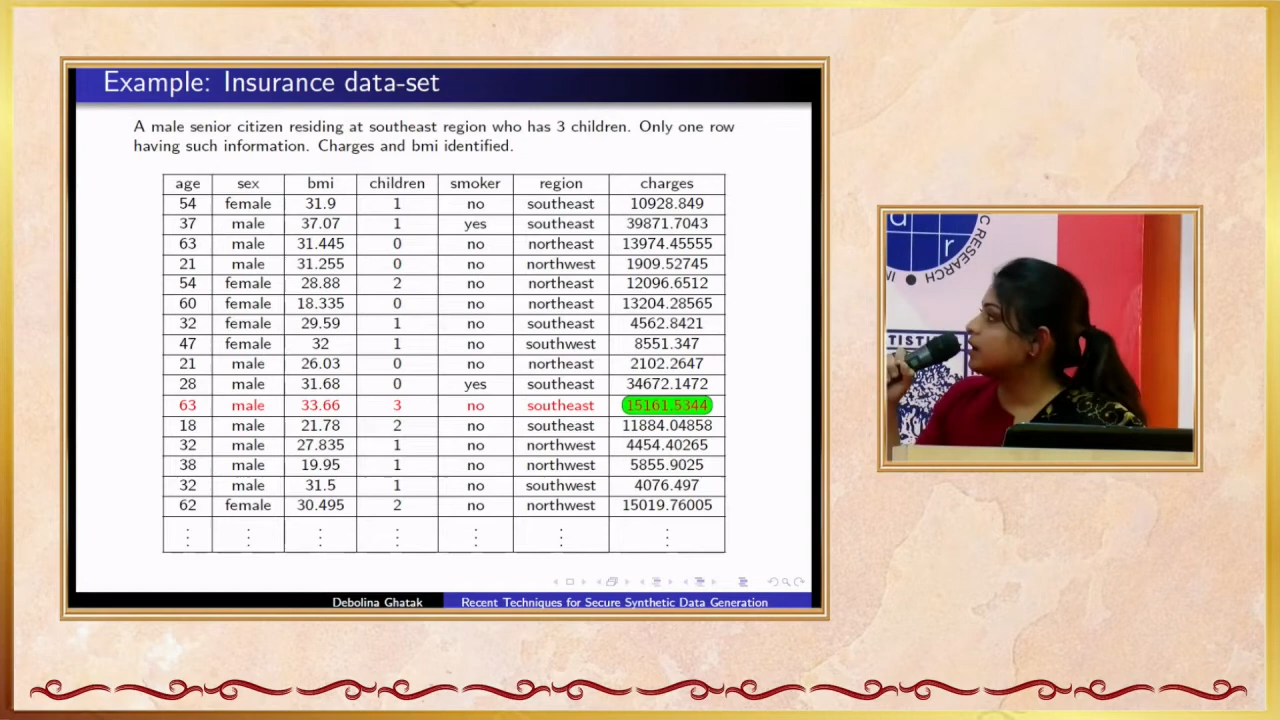 Example: Insurance data-set
A male senior citizen residing at southeast region who has 3 children. Only one row
having such information. Charges and bmi identified.
age sex bmi children smoker region charges
54 female 31.9 1 no southeast 10928.849
37 male 37.07 1 yes southeast 39871.7043
63 male 31.445 0 no northeast 13974.45555
21 male 31.255 0 no northwest 1909.52745
54 female 28.88 2 no northeast 12096.6512
60 female 18.335 0 no northeast 13204.28565
32 female 29.59 1 no southeast 4562.8421
47 female 32 1 no southwest 8551.347
21 male 26.03 0 no northeast 2102.2647
28 male 31.68 0 yes southeast 34672.1472
63 male 33.66 3 no southeast 15161.5344
18 male 21.78 2 no southeast 11884.04858
32 male 27.835 1 no northwest 4454.40265
38 male 19.95 1 no northwest 5855.9025
32 male 31.5 1 no southwest 4076.497
62 female 30.495 2 no northwest 15019.76005
⋮ ⋮ ⋮ ⋮ ⋮ ⋮ ⋮
Debolina Ghatak Recent Techniques for Secure Synthetic Data Generation
d r
C RESEARCH
IN
TISTI